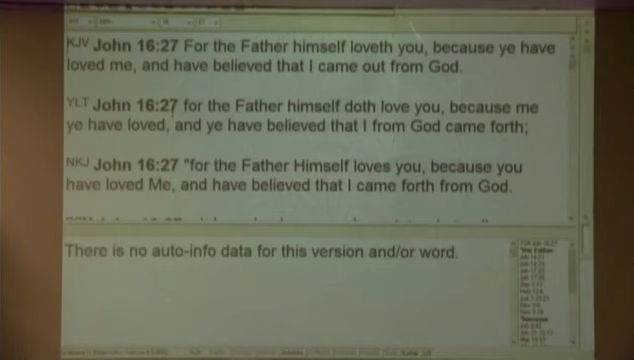 KJV John 16:27 For the Father himself loveth you, because ye have
loved me, and have believed that I came out from God.
YLT John 16:27 for the Father himself doth love you, because me
ye have loved, and ye have believed that I from God came forth;
NKJ John 16:27 "for the Father Himself loves you, because you
have loved Me, and have believed that I came forth from God.
There is no auto-info data for this version and/or word.